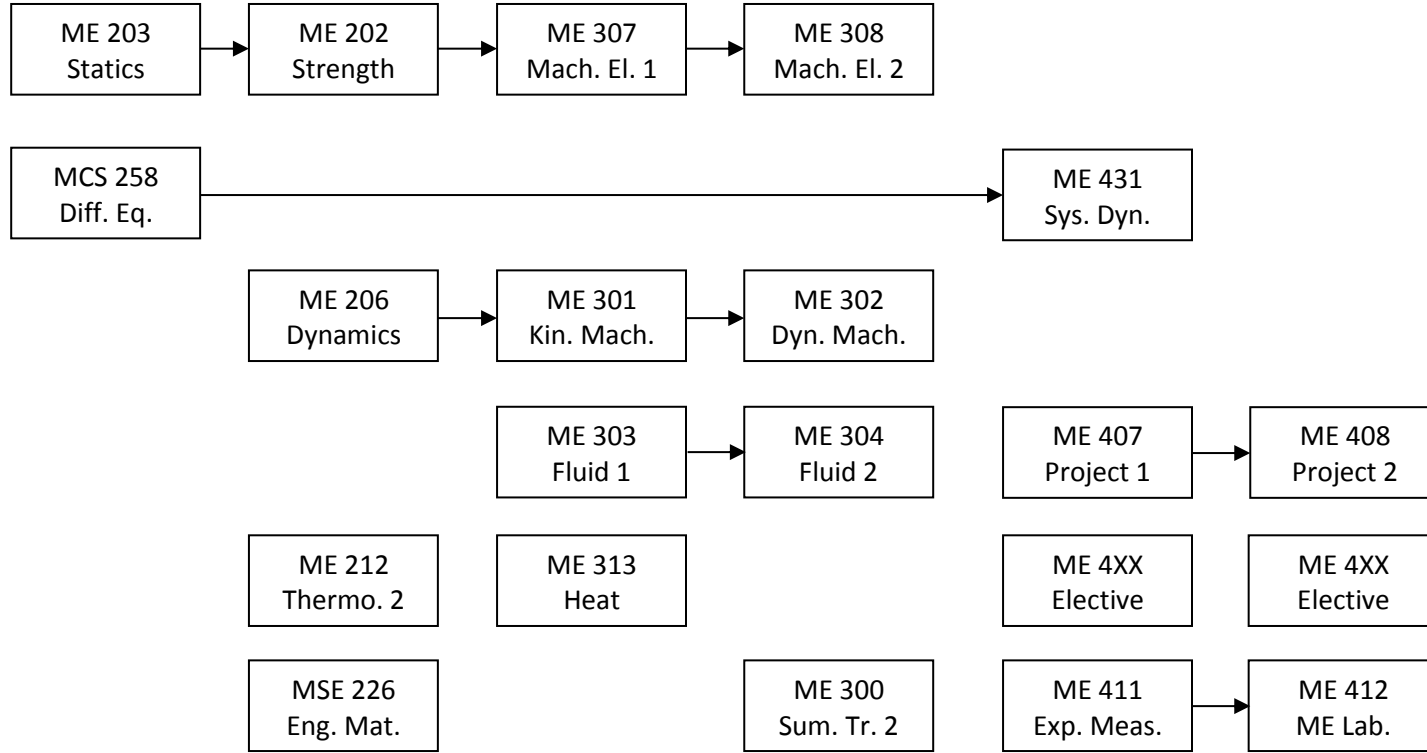 ME 203
Statics
ME 202
Strength
ME 307
Mach. El. 1
ME 308
Mach. El. 2
MCS 258
Diff. Eq.
ME 431
Sys. Dyn.
ME 206
Dynamics
ME 301
Kin. Mach.
ME 302
Dyn. Mach.
ME 303
Fluid 1
ME 304
Fluid 2
ME 407
Project 1
ME 408
Project 2
ME 212
Thermo. 2
ME 313
Heat
ME 4XX
Elective
ME 4XX
Elective
MSE 226
Eng. Mat.
ME 300
Sum. Tr. 2
ME 411
Exp. Meas.
ME 412
ME Lab.